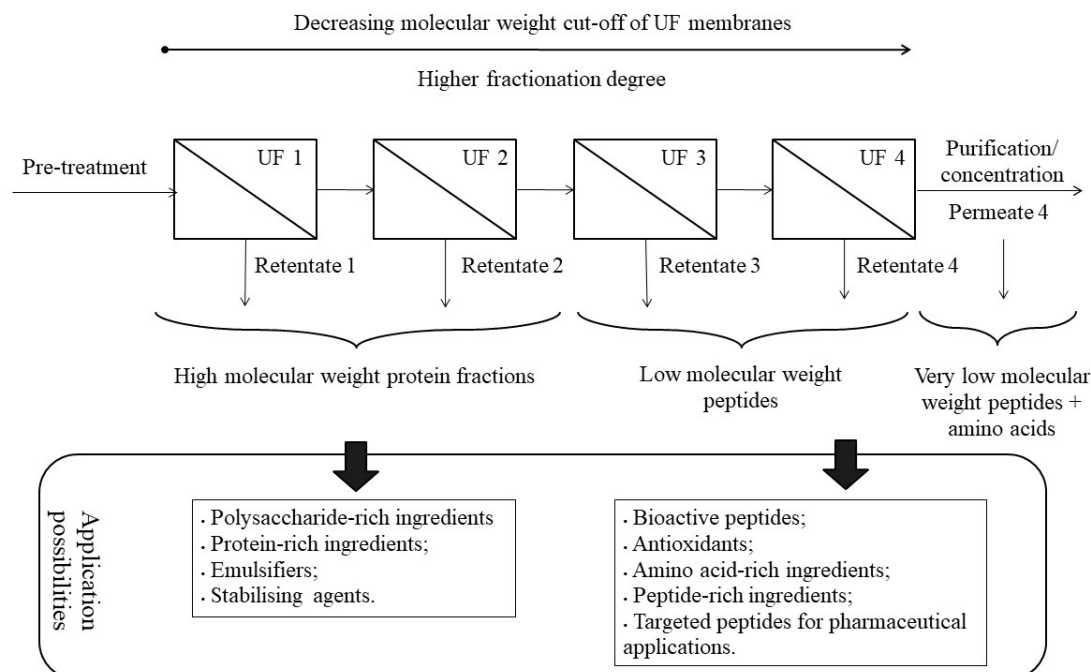 Decreasing molecular weight cut-off of UF membranes
Higher fractionation degree
Pre-treatment
UF 1
UF 2
UF 3
UF 4
Purification/
concentration
Permeate 4
Retentate 1
Retentate 2
Retentate 3
Retentate 4
High molecular weight protein fractions
Low molecular weight
peptides
Very low molecular
weight peptides +
amino acids
Application
possibilities
· Polysaccharide-rich ingredients
· Protein-rich ingredients;
· Emulsifiers;
· Stabilising agents.
· Bioactive peptides;
· Antioxidants;
· Amino acid-rich ingredients;
· Peptide-rich ingredients;
· Targeted peptides for pharmaceutical
applications.